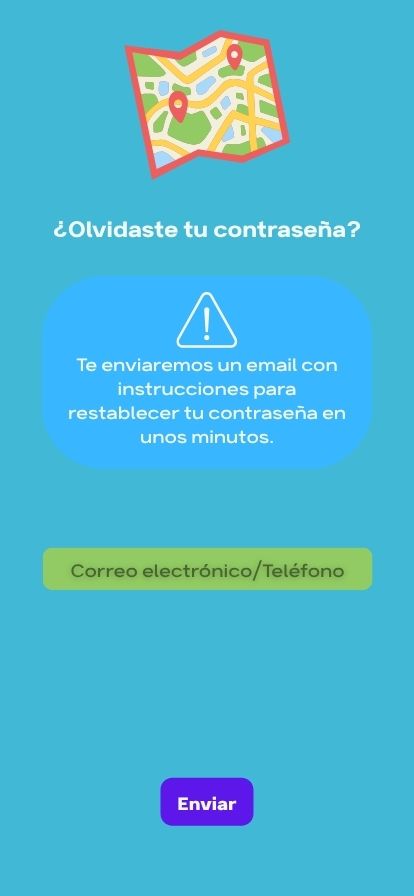 ¿Olvidaste tu contraseña?
Te enviaremos un email con
instrucciones para
restablecer tu contraseña en
unos minutos.
Correo electrónico/Teléfono
Enviar